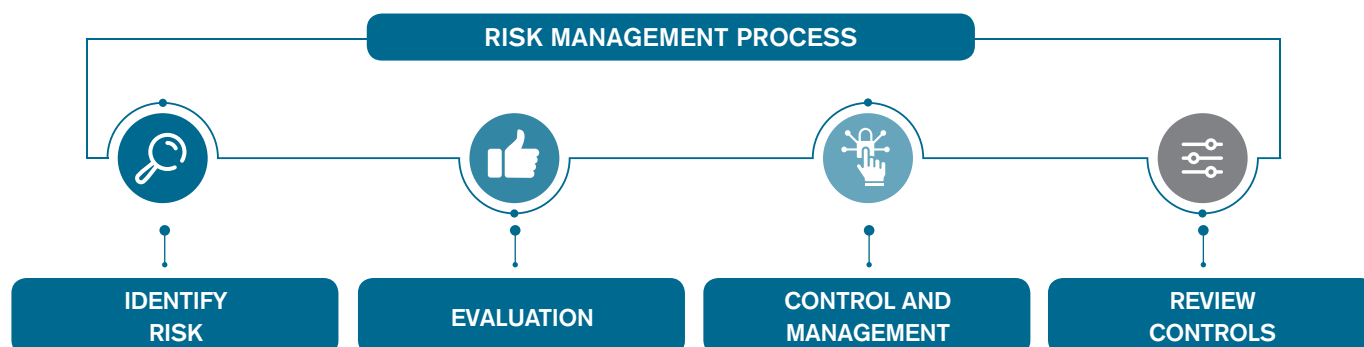 RISK MANAGEMENT PROCESS
IDENTIFY
RISK
EVALUATION
CONTROL AND
MANAGEMENT
REVIEW
CONTROLS